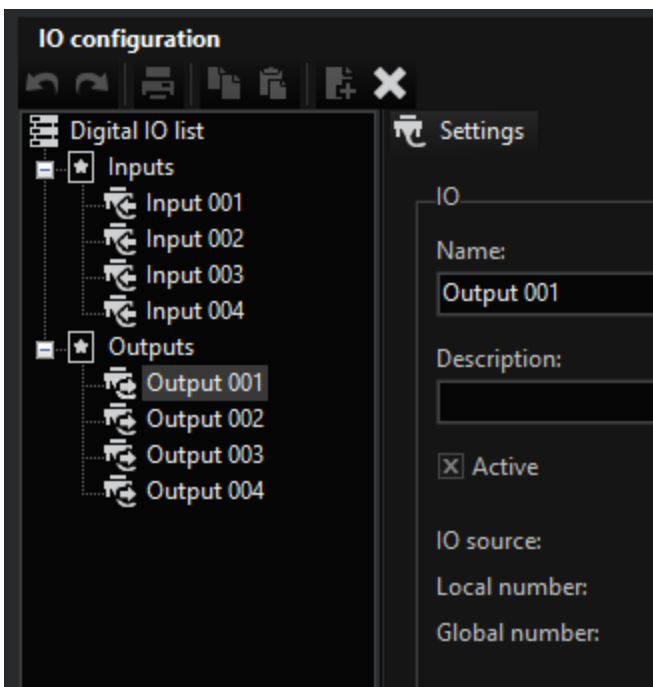 IO configuration
Digital IO list
Inputs
Input 001
Input 002
Input 003
Input 004
Outputs
Output 001
Output 002
Output 003
Output 004
Settings
IO
Name:
Output 001
Description:
Active
IO source:
Local number:
Global number: